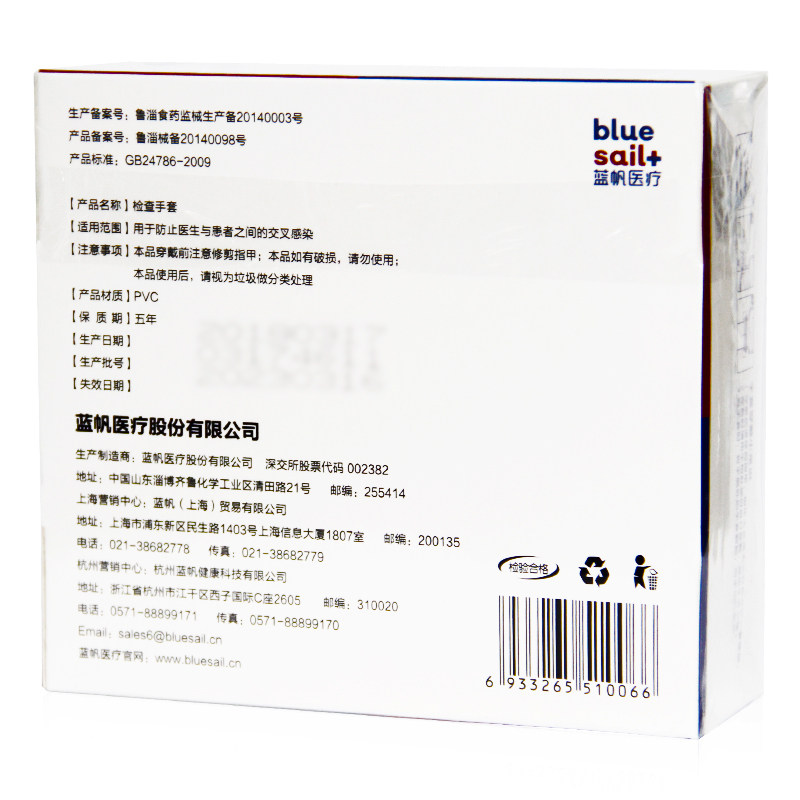 生产备案号：鲁淄食药监械生产备20140003号
产品备案号：鲁淄械备20140098号
产品标准：GB24786-2009
blue
sail+
蓝帆医疗
【产品名称】检查手套
【适用范围】用于防止医生与患者之间的交叉感染
【注意事项】本品穿戴前注意修剪指甲；本品如有破损，请勿使用；
本品使用后，请视为垃圾做分类处理
【产品材质】PVC
【保 质 期】五年
【生产日期】
【生产批号】
【失效日期】
蓝帆医疗股份有限公司
生产制造商：蓝帆医疗股份有限公司 深交所股票代码 002382
地址：中国山东淄博齐鲁化学工业区清田路21号 邮编：255414
上海营销中心：蓝帆（上海）贸易有限公司
地址：上海市浦东新区民生路1403号上海信息大厦1807室 邮编：200135
电话：021-38682778 传真：021-38682779
杭州营销中心：杭州蓝帆健康科技有限公司
地址：浙江省杭州市江干区西子国际C座2605 邮编：310020
电话：0571-88899171 传真：0571-88899170
Email：sales6@bluesail.cn
蓝帆医疗官网：www.bluesail.cn
检验合格
6 933265 510066